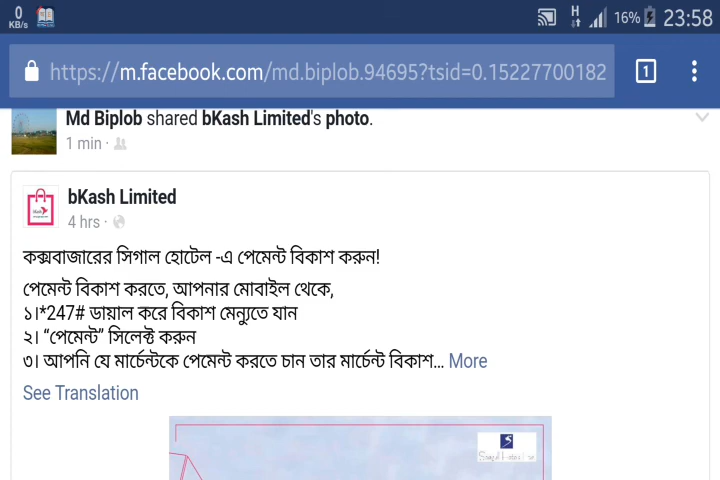 0
KB/s
H
16%
23:58
https://m.facebook.com/md.biplob.94695?tsid=0.15227700182
1
Md Biplob shared bKash Limited's photo.
1 min ·
bKash Limited
4 hrs ·
কক্সবাজারের সিগাল হোটেল -এ পেমেন্ট বিকাশ করুন!
পেমেন্ট বিকাশ করতে, আপনার মোবাইল থেকে,
১।*247# ডায়াল করে বিকাশ মেন্যুতে যান
২। “পেমেন্ট” সিলেক্ট করুন
৩। আপনি যে মার্চেন্টকে পেমেন্ট করতে চান তার মার্চেন্ট বিকাশ... More
See Translation